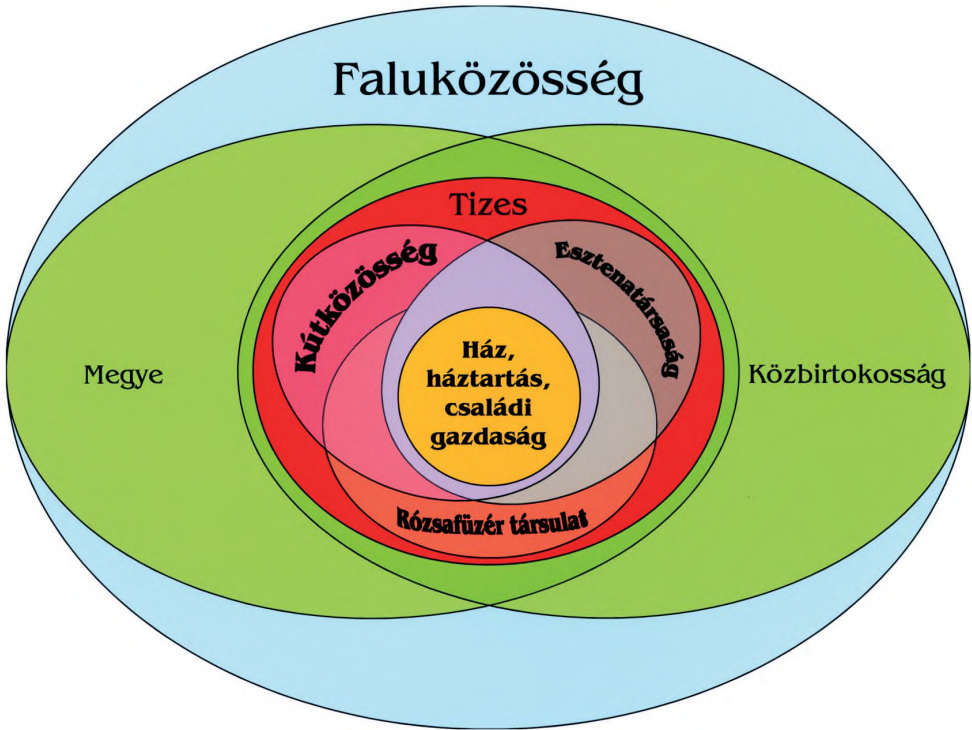 Faluközösség
Tizes
Kútközösség
Esztenatársaság
Megye
Ház,
háztartás,
családi
gazdaság
Közbirtokosság
Rózsafüzér társulat